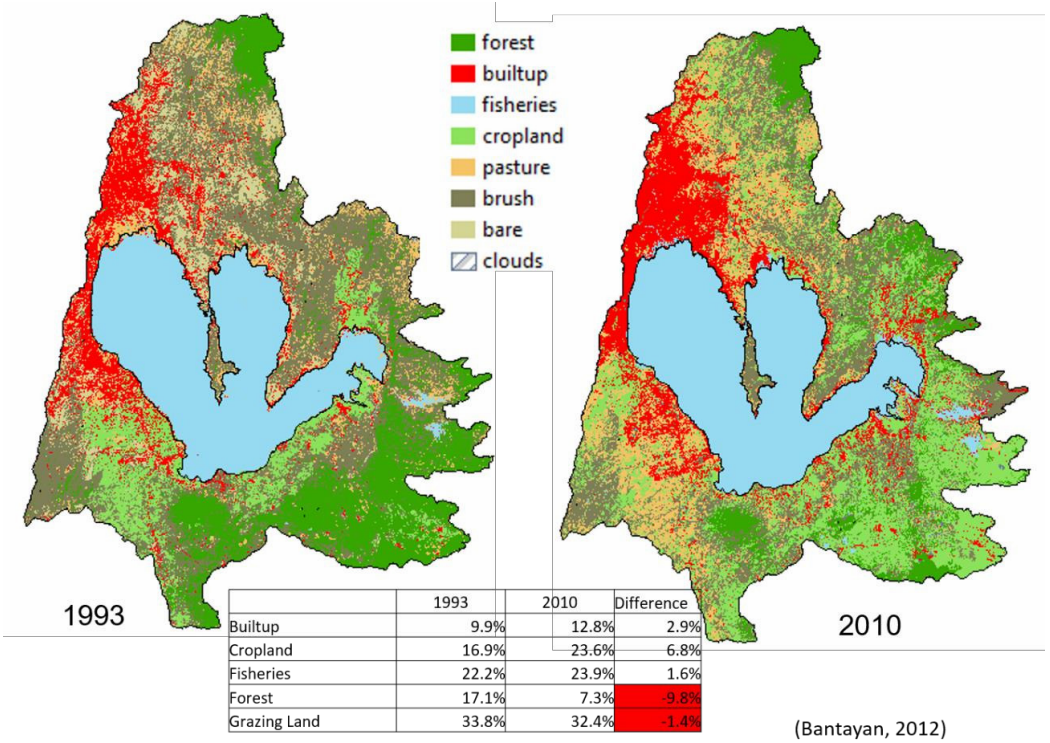 forest
builtup
fisheries
cropland
pasture
brush
bare
clouds
1993
2010
1993 2010 Difference
Builtup 9.9% 12.8% 2.9%
Cropland 16.9% 23.6% 6.8%
Fisheries 22.2% 23.9% 1.6%
Forest 17.1% 7.3% -9.8%
Grazing Land 33.8% 32.4% -1.4%
(Bantayan, 2012)